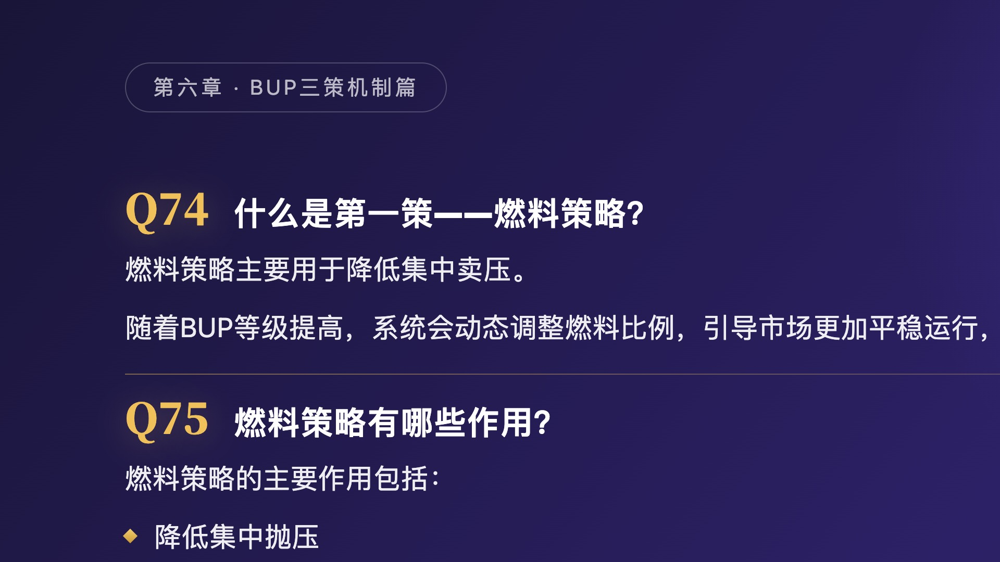 第六章 · BUP三策机制篇
Q74 什么是第一策——燃料策略?
燃料策略主要用于降低集中卖压。
随着BUP等级提高，系统会动态调整燃料比例，引导市场更加平稳运行，
Q75 燃料策略有哪些作用?
燃料策略的主要作用包括：
降低集中抛压